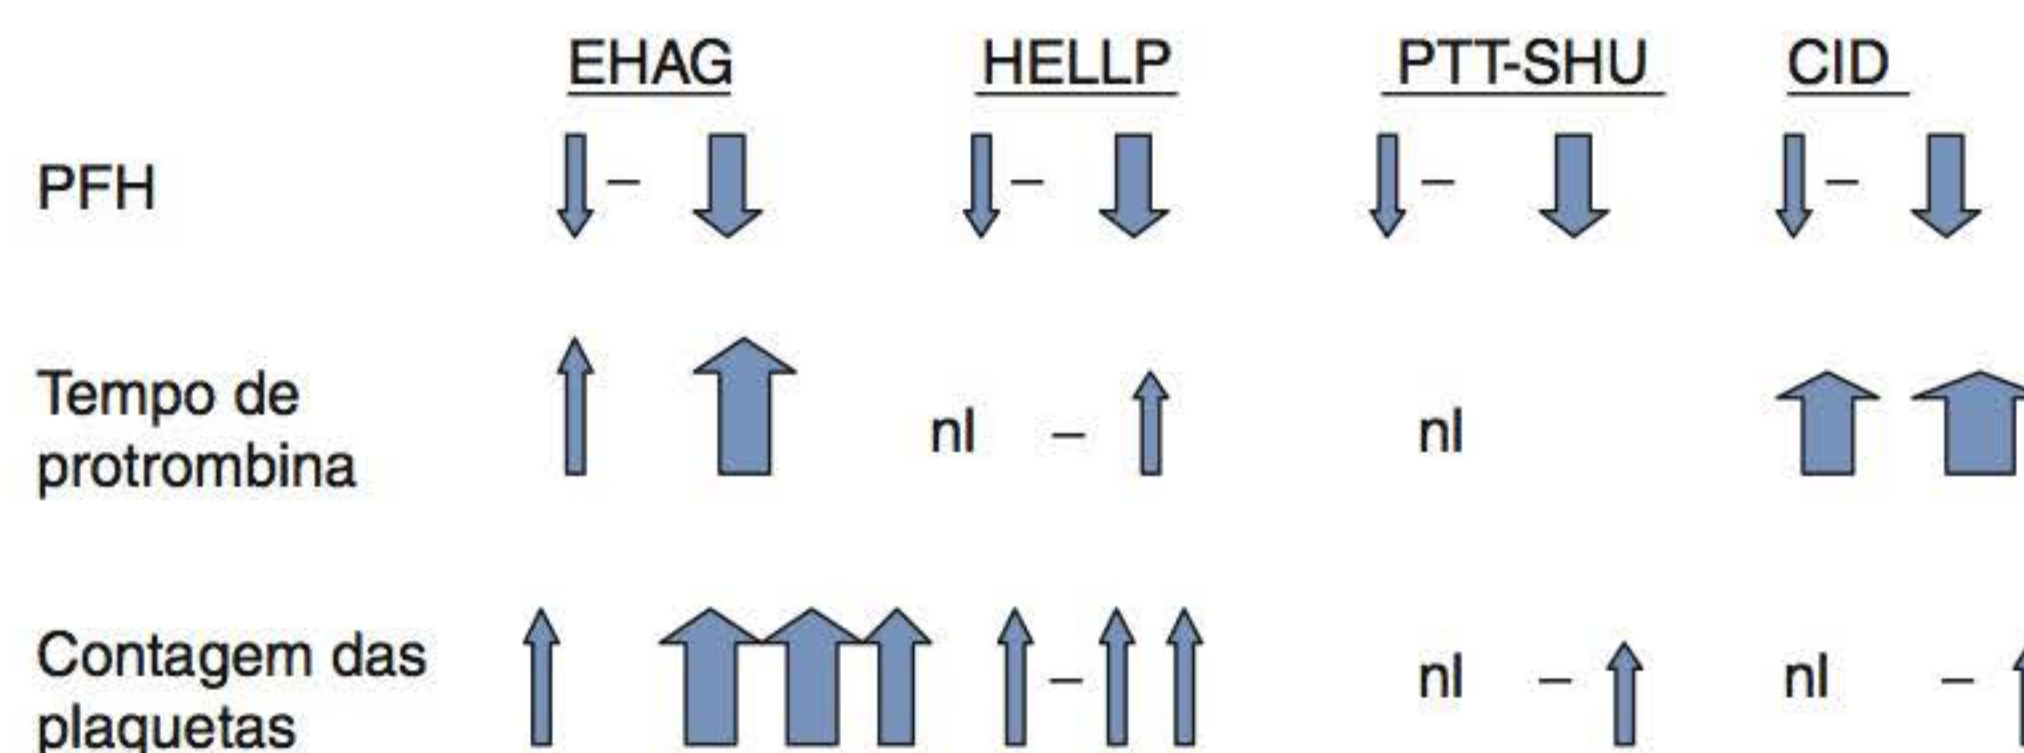 EHAG HELLP PTT-SHU CID
PFH – – – –
Tempo de
protrombina nl – nl
Contagem das
plaquetas – nl – nl –